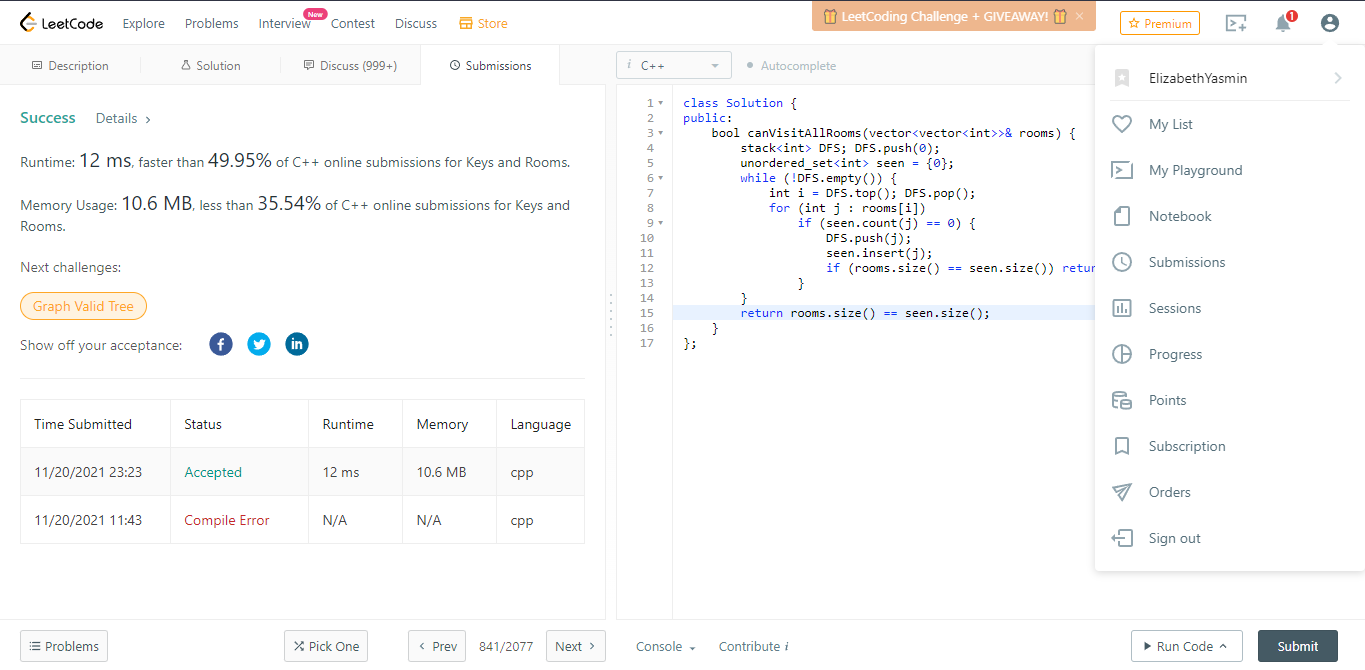 LeetCode Explore Problems Interview New Contest Discuss Store LeetCoding Challenge + GIVEAWAY! × Premium 1
Description Solution Discuss (999+) Submissions
i C++ Autocomplete
Success Details >
Runtime: 12 ms, faster than 49.95% of C++ online submissions for Keys and Rooms.
Memory Usage: 10.6 MB, less than 35.54% of C++ online submissions for Keys and
Rooms.
Next challenges:
Graph Valid Tree
Show off your acceptance:
Time Submitted Status Runtime Memory Language
11/20/2021 23:23 Accepted 12 ms 10.6 MB cpp
11/20/2021 11:43 Compile Error N/A N/A cpp
1 class Solution {
2 public:
3 bool canVisitAllRooms(vector<vector<int>>& rooms) {
4 stack<int> DFS; DFS.push(0);
5 unordered_set<int> seen = {0};
6 while (!DFS.empty()) {
7 int i = DFS.top(); DFS.pop();
8 for (int j : rooms[i])
9 if (seen.count(j) == 0) {
10 DFS.push(j);
11 seen.insert(j);
12 if (rooms.size() == seen.size()) retur
13 }
14 }
15 return rooms.size() == seen.size();
16 }
17 };
ElizabethYasmin
My List
My Playground
Notebook
Submissions
Sessions
Progress
Points
Subscription
Orders
Sign out
Problems Pick One < Prev 841/2077 Next > Console Contribute i Run Code Submit